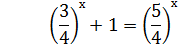 (3/4)^x + 1 = (5/4)^x